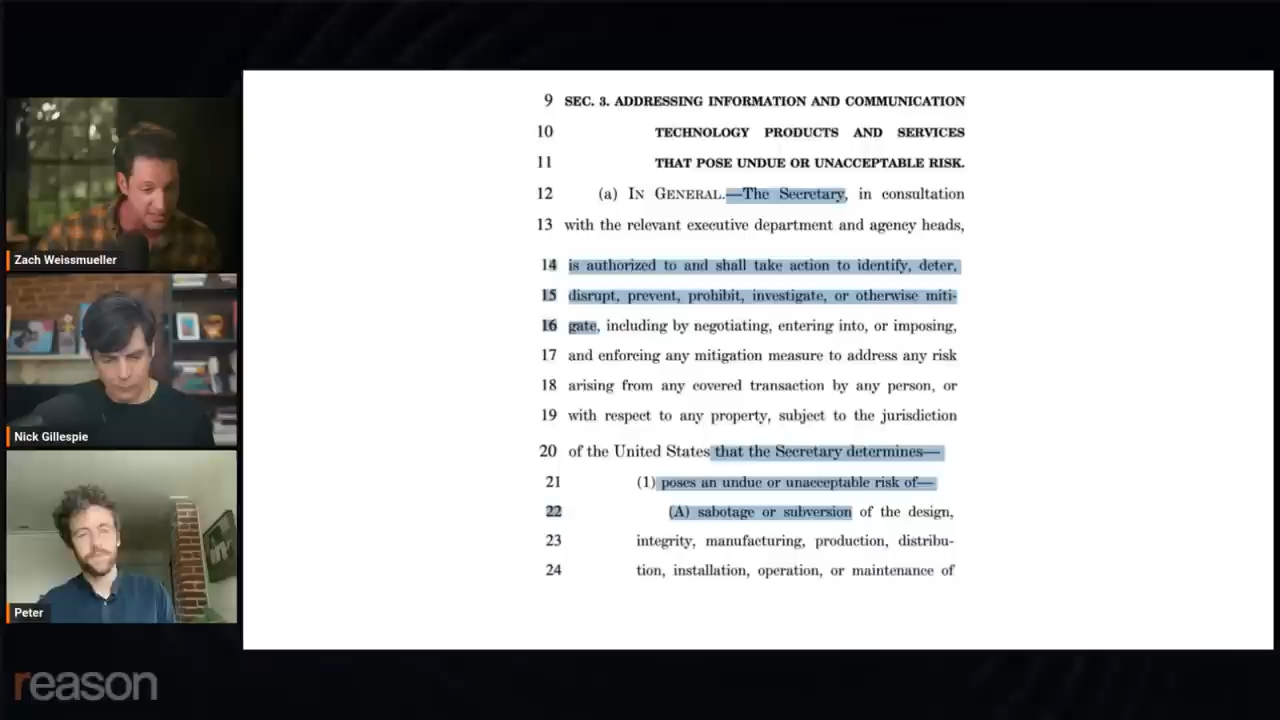 Zach Weissmueller
Nick Gillespie
Peter
reason
9 SEC. 3. ADDRESSING INFORMATION AND COMMUNICATION
10 TECHNOLOGY PRODUCTS AND SERVICES
11 THAT POSE UNDUE OR UNACCEPTABLE RISK.
12 (a) IN GENERAL.—The Secretary, in consultation
13 with the relevant executive department and agency heads,
14 is authorized to and shall take action to identify, deter,
15 disrupt, prevent, prohibit, investigate, or otherwise miti-
16 gate, including by negotiating, entering into, or imposing,
17 and enforcing any mitigation measure to address any risk
18 arising from any covered transaction by any person, or
19 with respect to any property, subject to the jurisdiction
20 of the United States that the Secretary determines—
21 (1) poses an undue or unacceptable risk of—
22 (A) sabotage or subversion of the design,
23 integrity, manufacturing, production, distribu-
24 tion, installation, operation, or maintenance of